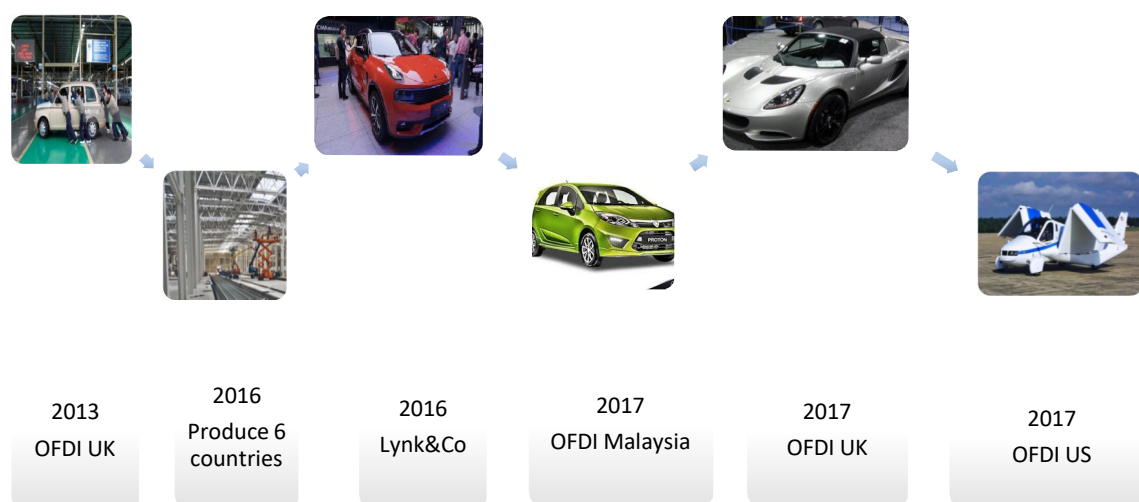 PROTON
2013
OFDI UK
2016
Produce 6
countries
2016
Lynk&Co
2017
OFDI Malaysia
2017
OFDI UK
2017
OFDI US